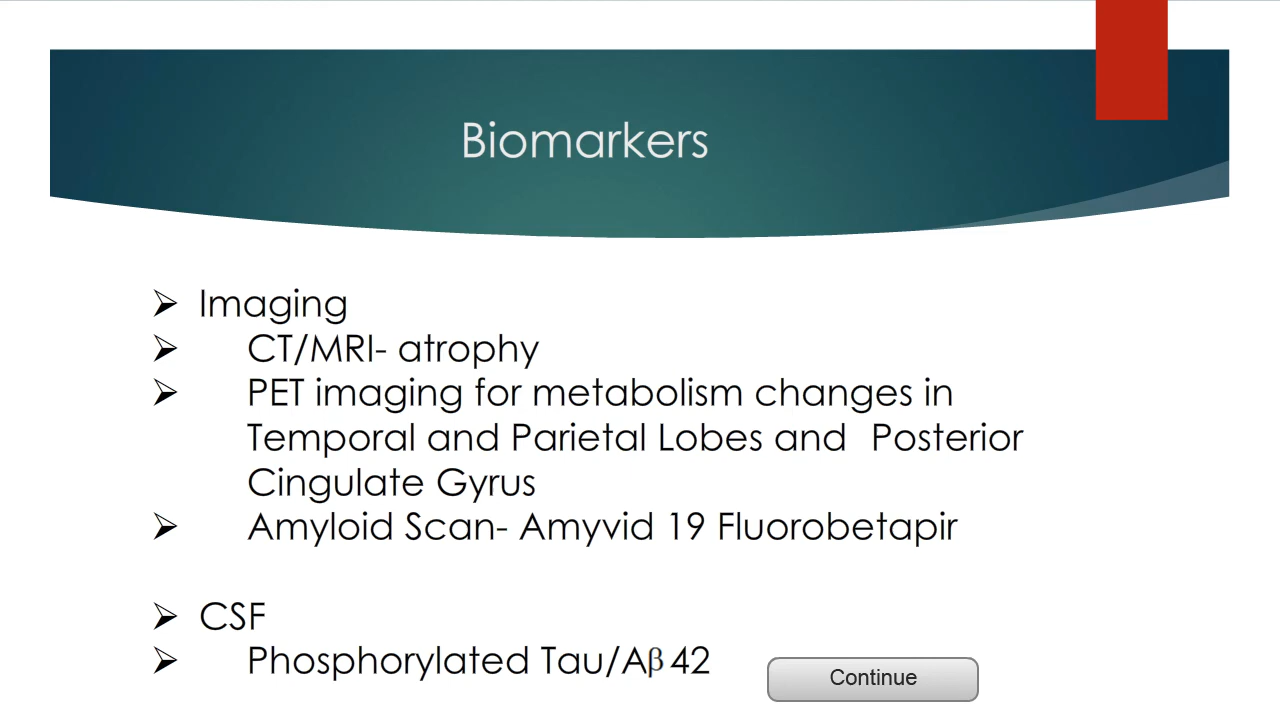 Biomarkers
Imaging
CT/MRI- atrophy
PET imaging for metabolism changes in
Temporal and Parietal Lobes and  Posterior
Cingulate Gyrus
Amyloid Scan- Amyvid 19 Fluorobetapir
CSF
Phosphorylated Tau/Aβ 42
Continue